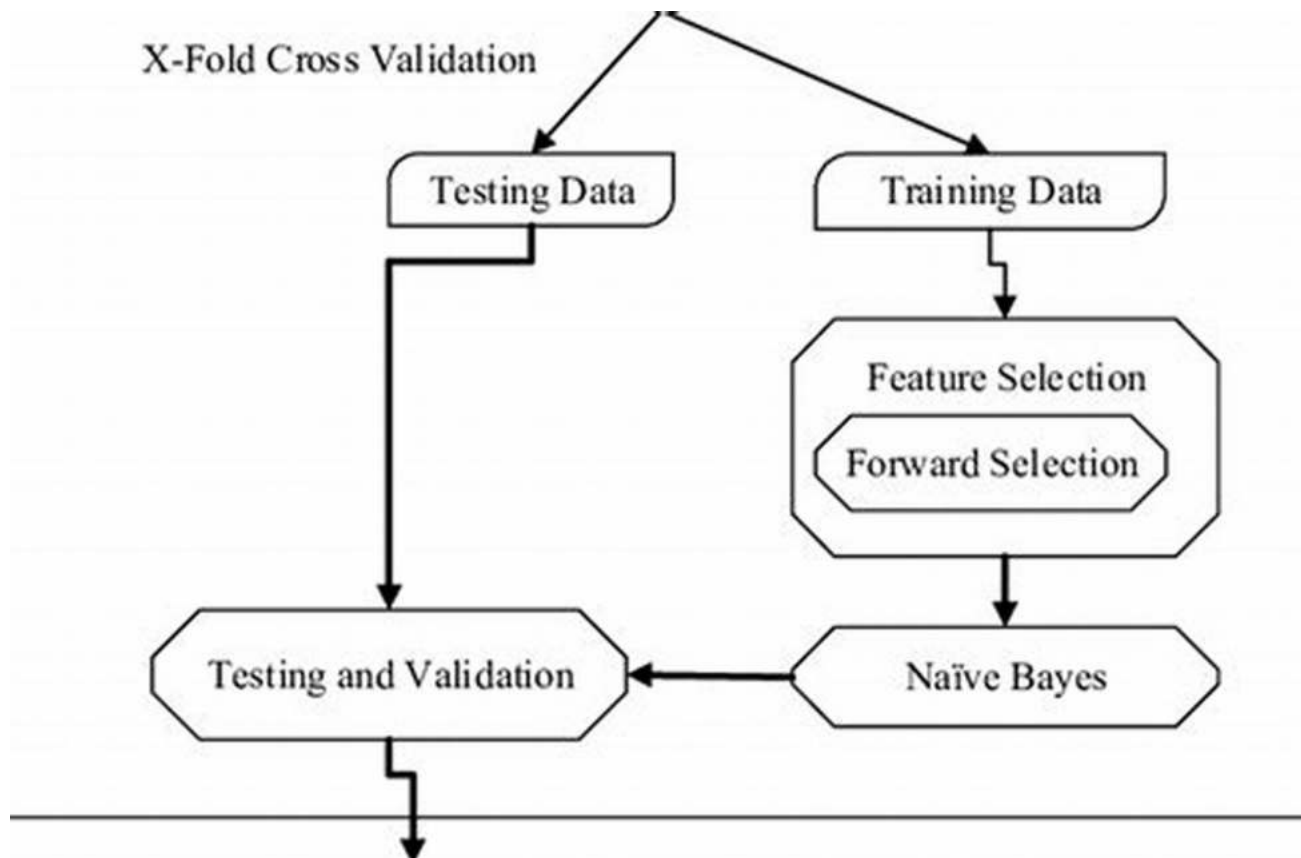 X-Fold Cross Validation
Testing Data
Training Data
Feature Selection
Forward Selection
Testing and Validation
Naïve Bayes